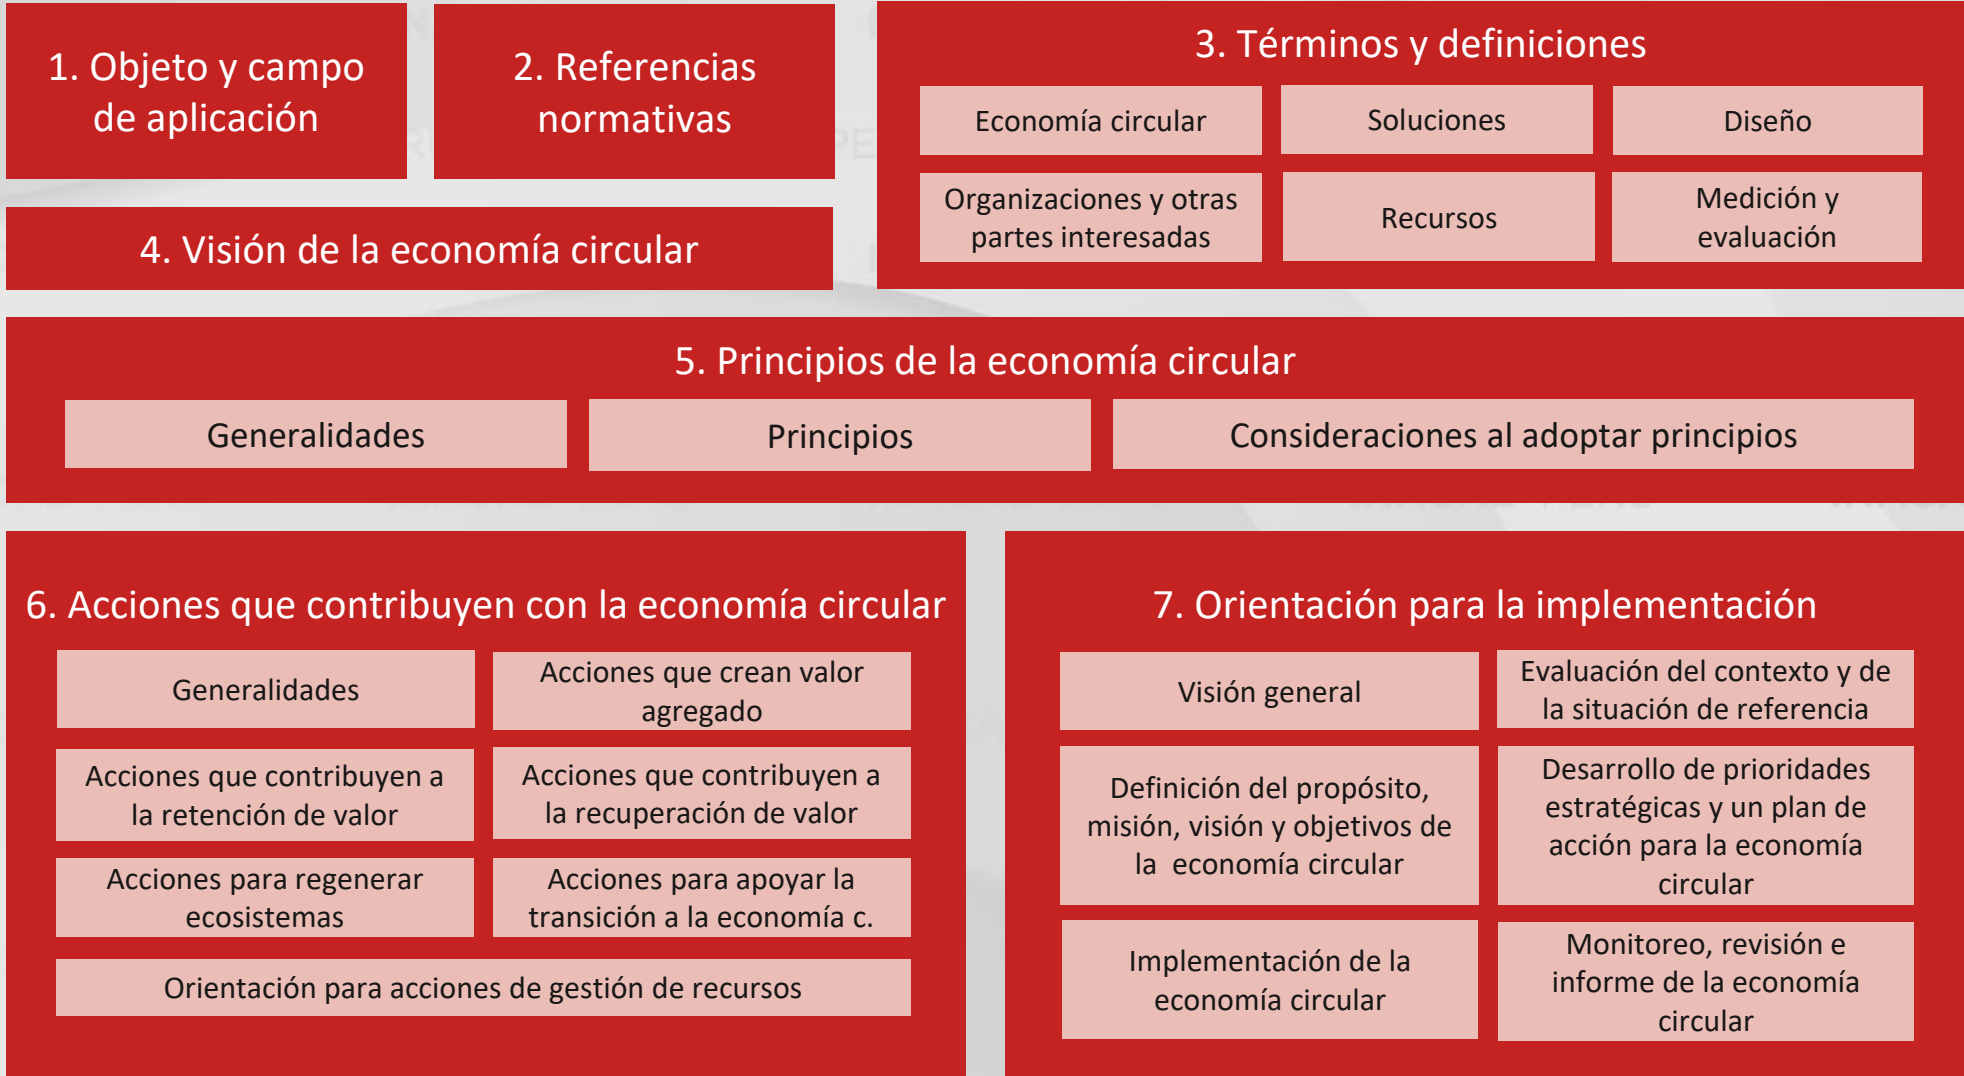 1. Objeto y campo
de aplicación
2. Referencias
normativas
3. Términos y definiciones
Economía circular
Soluciones
Diseño
Organizaciones y otras
partes interesadas
Recursos
Medición y
evaluación
4. Visión de la economía circular
5. Principios de la economía circular
Generalidades
Principios
Consideraciones al adoptar principios
6. Acciones que contribuyen con la economía circular
Generalidades
Acciones que crean valor
agregado
Acciones que contribuyen a
la retención de valor
Acciones que contribuyen a
la recuperación de valor
Acciones para regenerar
ecosistemas
Acciones para apoyar la
transición a la economía c.
Orientación para acciones de gestión de recursos
7. Orientación para la implementación
Visión general
Evaluación del contexto y de
la situación de referencia
Definición del propósito,
misión, visión y objetivos de
la  economía circular
Desarrollo de prioridades
estratégicas y un plan de
acción para la economía
circular
Implementación de la
economía circular
Monitoreo, revisión e
informe de la economía
circular